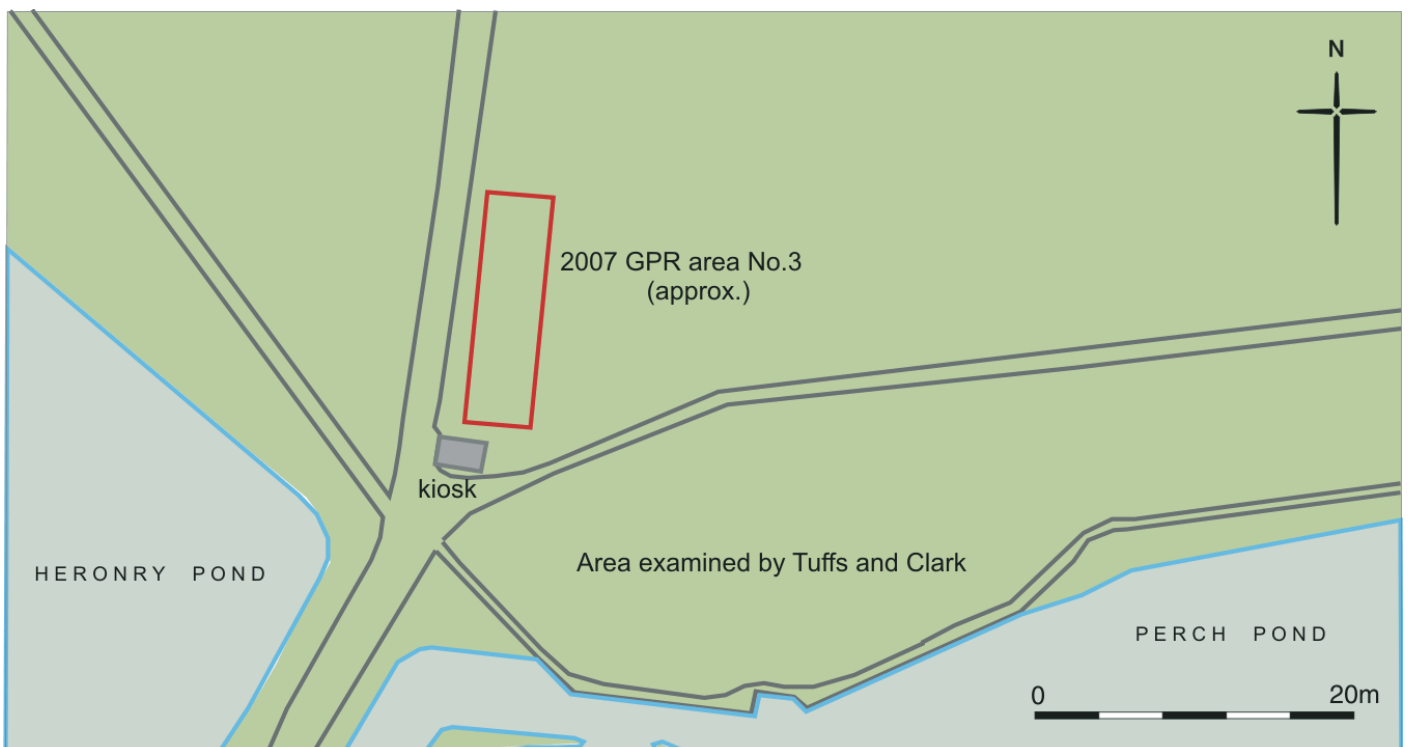 N
2007 GPR area No.3
(approx.)
kiosk
Area examined by Tuffs and Clark
HERONRY POND
PERCH POND
0 20m